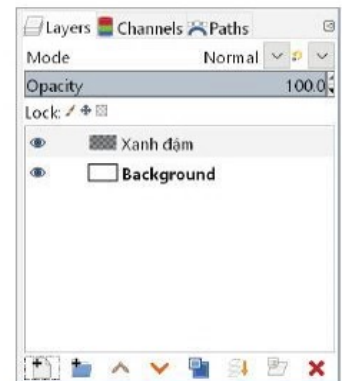 Layers Channels Paths
Mode Normal
Opacity 100.0
Lock:
Xanh đậm
Background